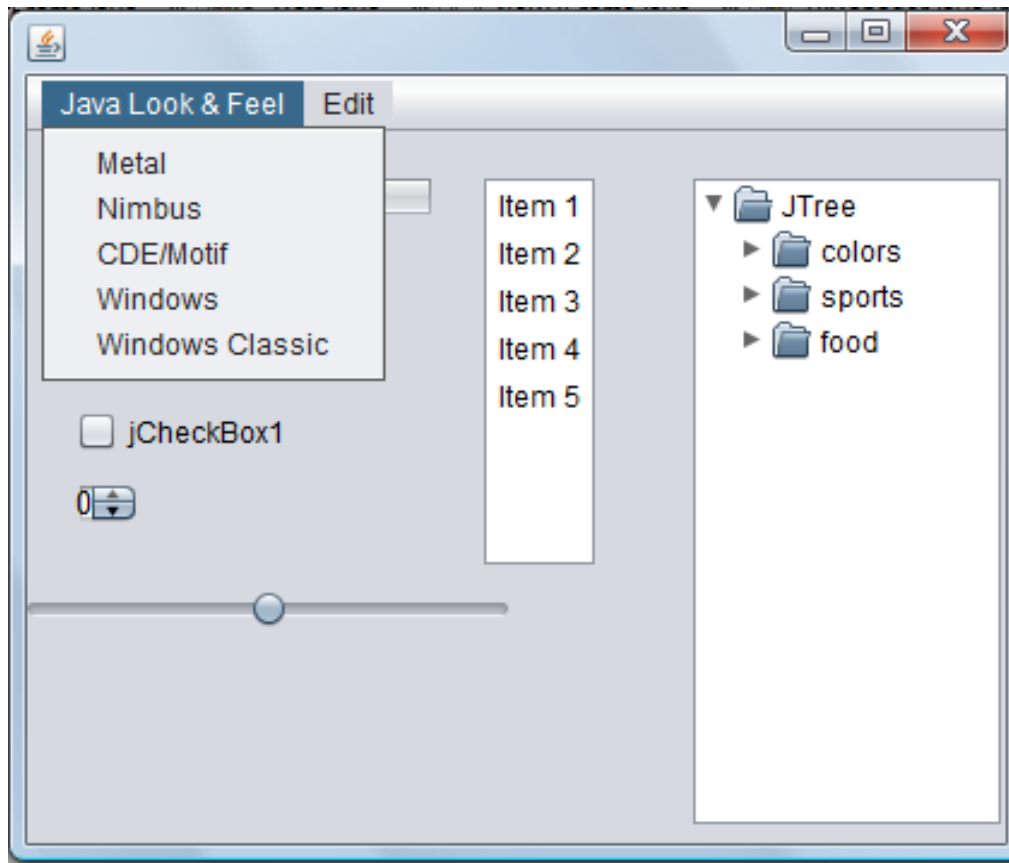 Java Look & Feel Edit
Metal
Nimbus
CDE/Motif
Windows
Windows Classic
jCheckBox1
0
Item 1
Item 2
Item 3
Item 4
Item 5
JTree
colors
sports
food